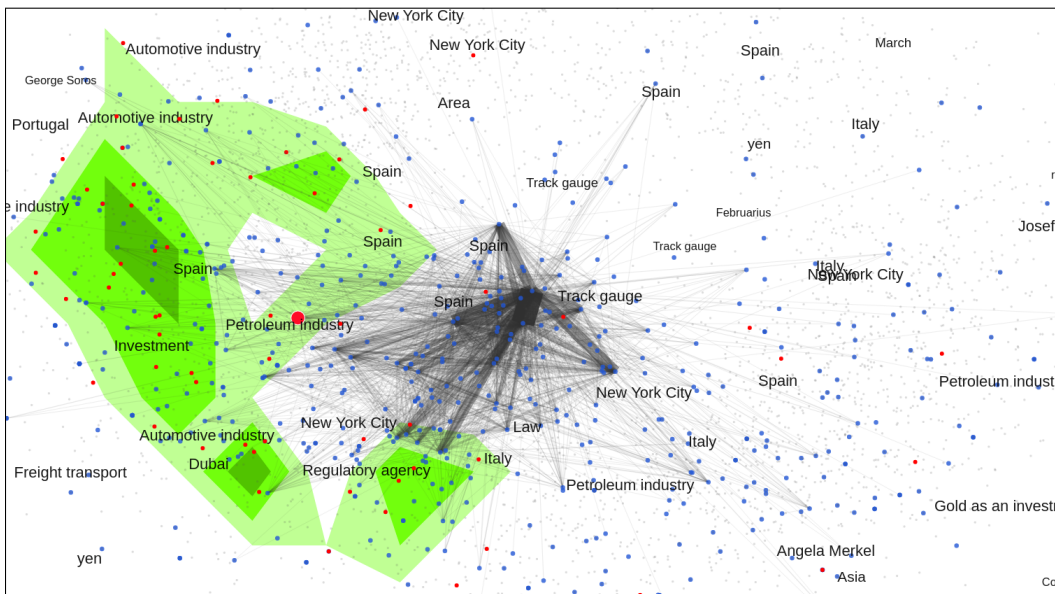 New York City
Automotive industry
New York City
Spain
March
George Soros
Spain
Area
Automotive industry
Portugal
Italy
yen
Spain
Track gauge
e industry
Februarius
Josef
Spain
Spain
Track gauge
Spain
Italy
New York City
Spain
Spain
Track gauge
Petroleum industry
Investment
Spain
Petroleum indust
New York City
New York City
Law
Automotive industry
Italy
Dubai
Regulatory agency
Italy
Freight transport
Petroleum industry
Gold as an investm
Angela Merkel
yen
Asia
Co